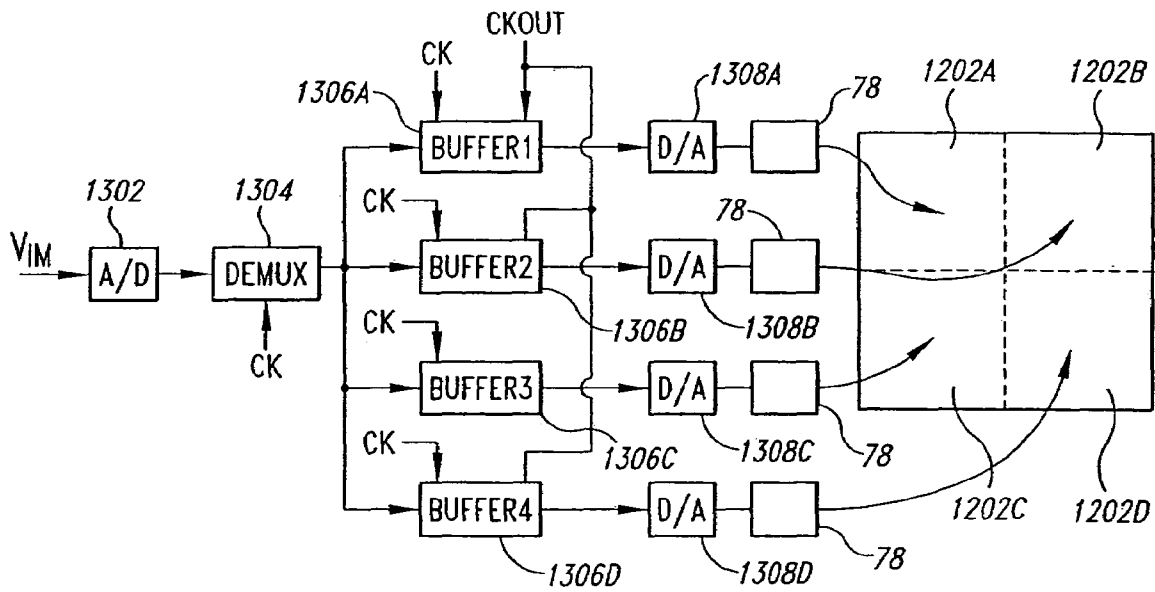 CKOUT
CK
1306A
1308A
78
1202A
1202B
BUFFER1
D/A
1302
1304
CK
78
VIM
A/D
DEMUX
BUFFER2
D/A
CK
1306B
1308B
CK
BUFFER3
D/A
CK
1306C
1308C
78
BUFFER4
D/A
1202C
1202D
1306D
1308D
78